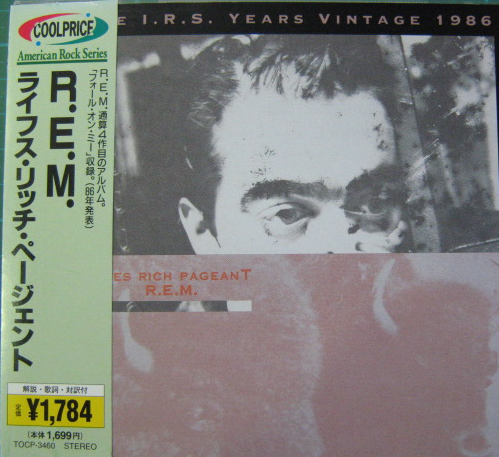 COOLPRICE
American Rock Series
R.E.M.
ライフス・リッチ・ページェント
R.E.M.通算4作目のアルバム。
「フォール・オン・ミー」収録。(86年発表)
解説・歌詞・対訳付
定価 ¥1,784
(本体1,699円)
TOCP-3460 STEREO
E I.R.S. YEARS VINTAGE 1986
ES RICH PAGEANT
R.E.M.